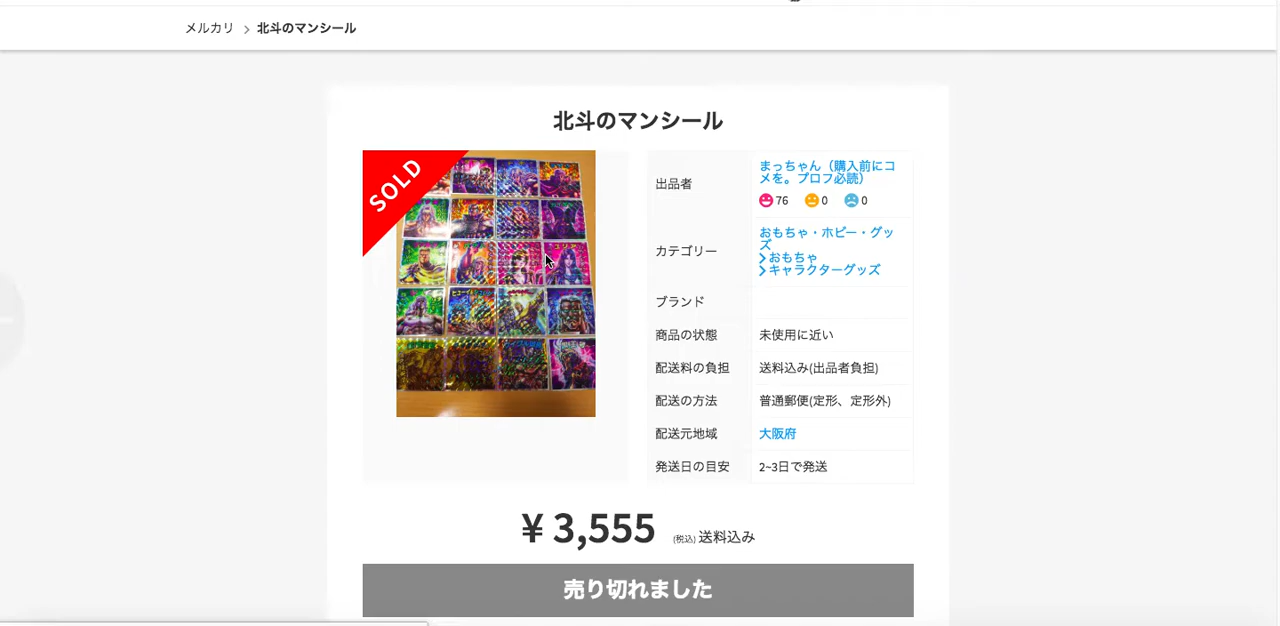 メルカリ > 北斗のマンシール
北斗のマンシール
SOLD
出品者
まっちゃん（購入前にコ
メを。プロフ必読）
76 0 0
カテゴリー
おもちゃ・ホビー・グッ
ズ
おもちゃ
キャラクターグッズ
ブランド
商品の状態
未使用に近い
配送料の負担
送料込み(出品者負担)
配送の方法
普通郵便(定形、定形外)
配送元地域
大阪府
発送日の目安
2~3日で発送
¥ 3,555 (税込) 送料込み
売り切れました